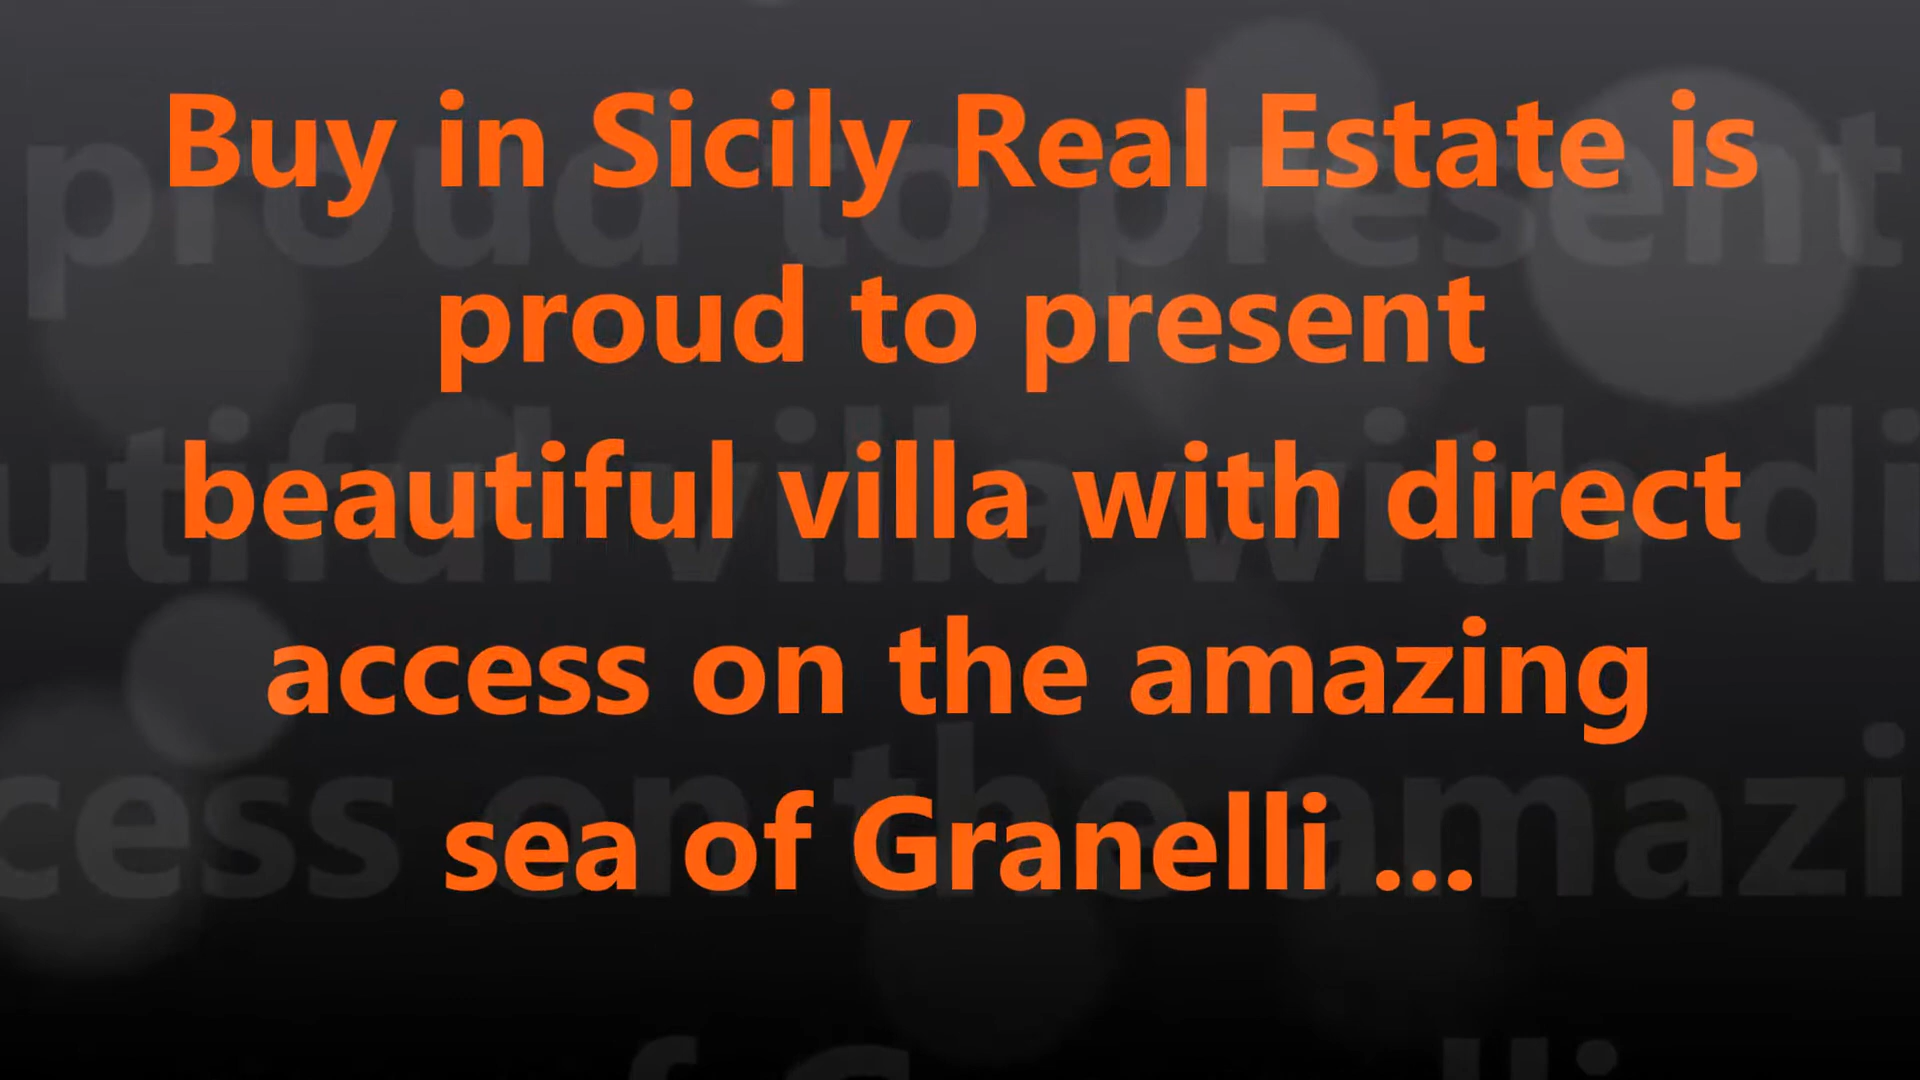 Buy in Sicily Real Estate is
proud to present
beautiful villa with direct
access on the amazing
sea of Granelli ...